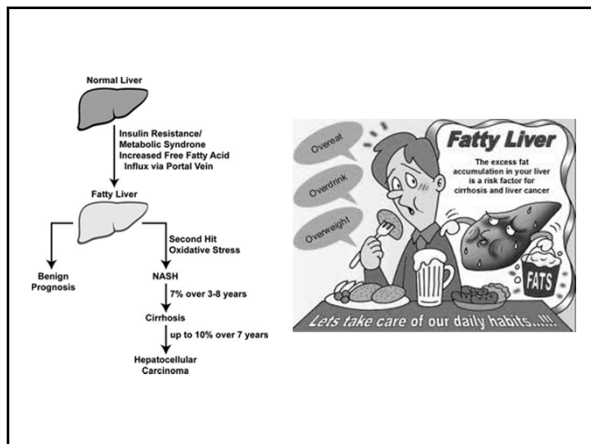 Normal Liver
Insulin Resistance/
Metabolic Syndrome
Increased Free Fatty Acid
Influx via Portal Vein
Fatty Liver
Second Hit
Oxidative Stress
Benign
Prognosis
NASH
7% over 3-8 years
Cirrhosis
up to 10% over 7 years
Hepatocellular
Carcinoma
Overeat
Overdrink
Overweight
Fatty Liver
The excess fat
accumulation in your liver
is a risk factor for
cirrhosis and liver cancer
FATS
Lets take care of our daily habits...!!!